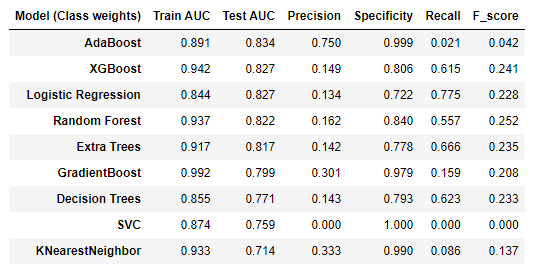 Model (Class weights) Train AUC Test AUC Precision Specificity Recall F_score
AdaBoost 0.891 0.834 0.750 0.999 0.021 0.042
XGBoost 0.942 0.827 0.149 0.806 0.615 0.241
Logistic Regression 0.844 0.827 0.134 0.722 0.775 0.228
Random Forest 0.937 0.822 0.162 0.840 0.557 0.252
Extra Trees 0.917 0.817 0.142 0.778 0.666 0.235
GradientBoost 0.992 0.799 0.301 0.979 0.159 0.208
Decision Trees 0.855 0.771 0.143 0.793 0.623 0.233
SVC 0.874 0.759 0.000 1.000 0.000 0.000
KNearestNeighbor 0.933 0.714 0.333 0.990 0.086 0.137